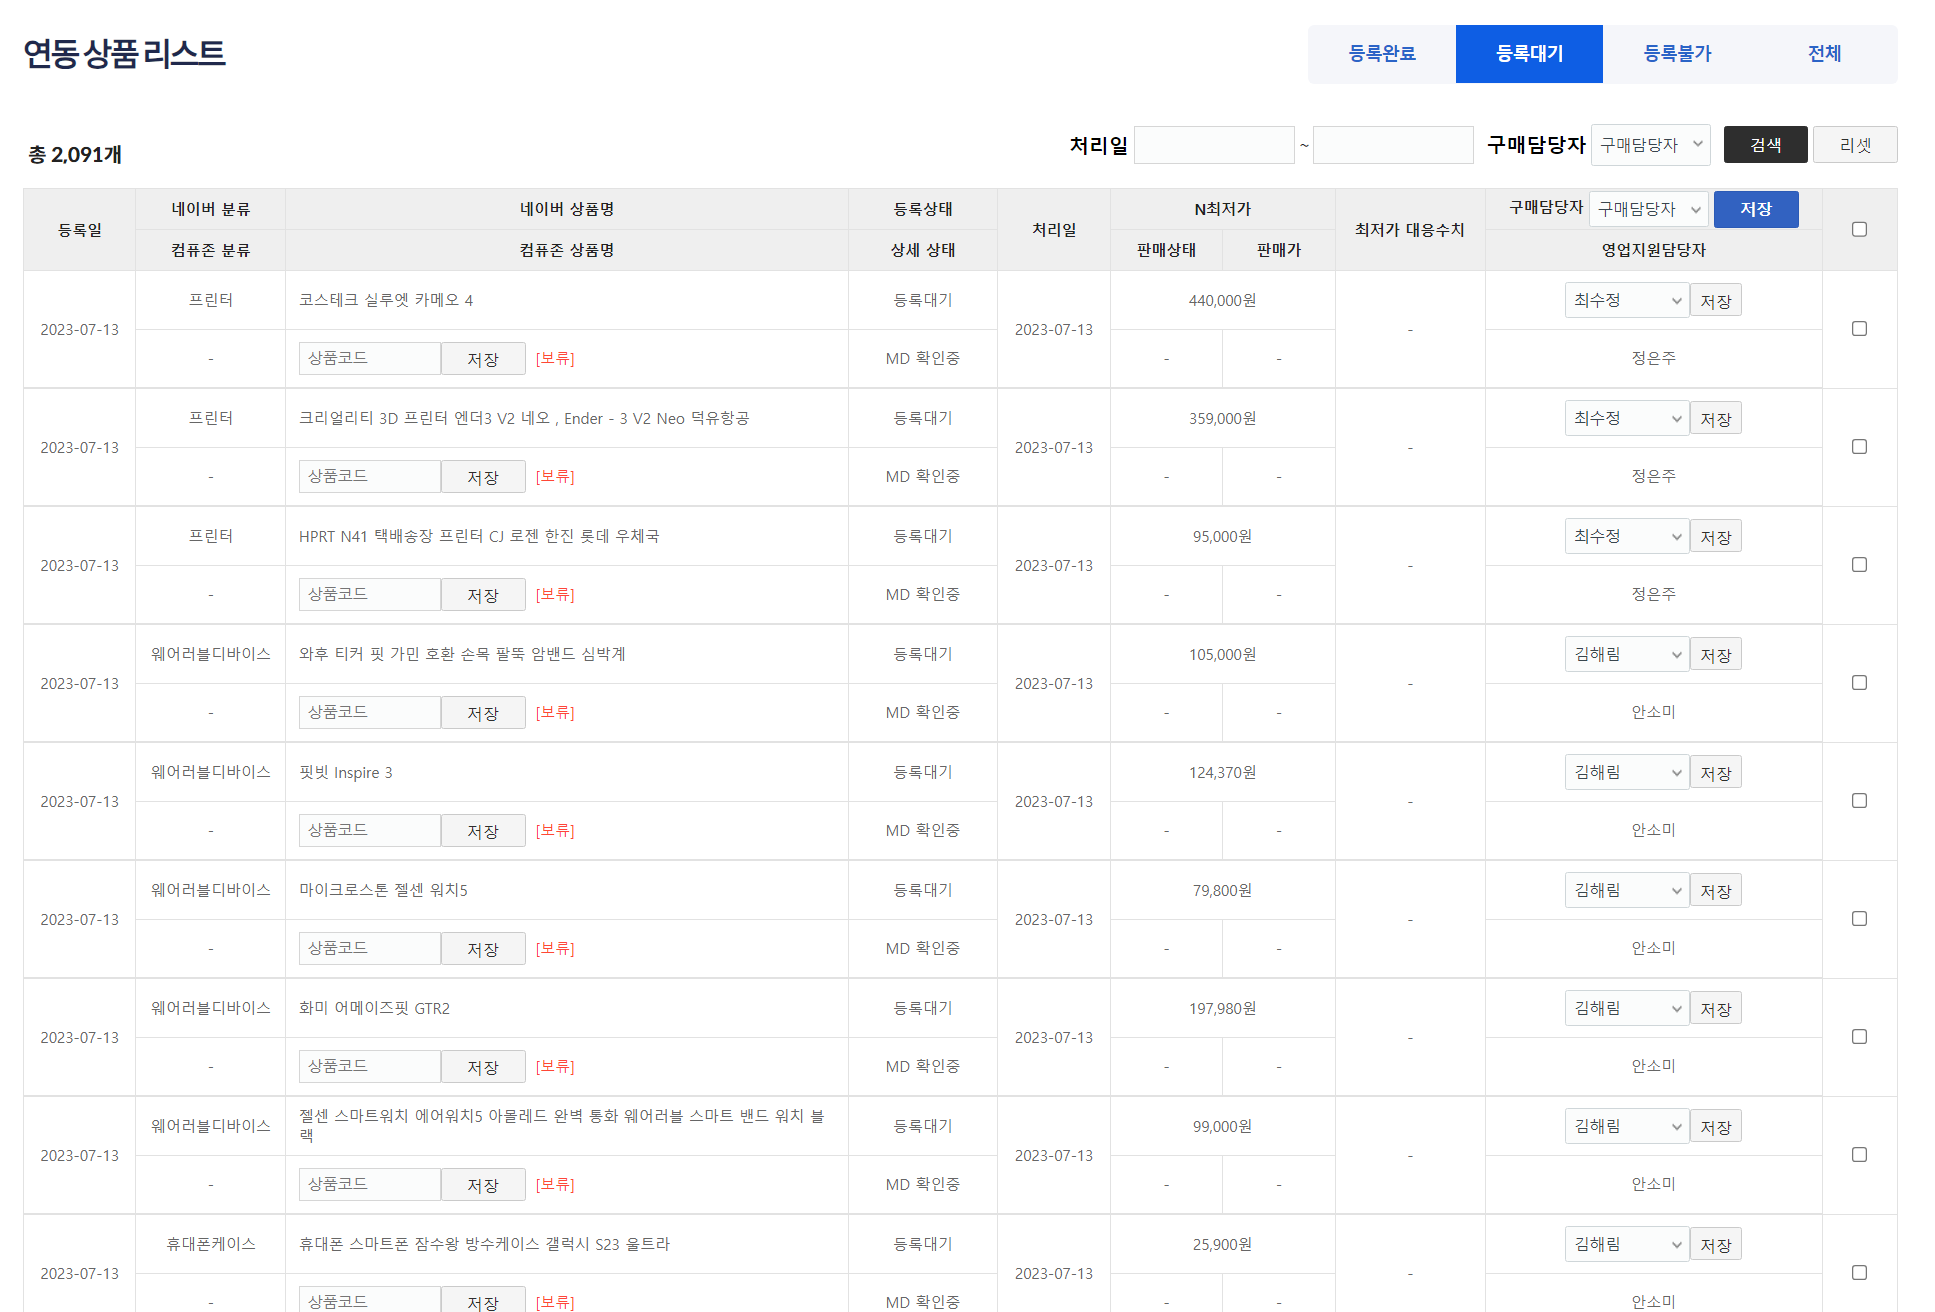 연동 상품 리스트
등록완료 등록대기 등록불가 전체
총 2,091개
처리일 ~ 구매담당자 구매담당자 검색 리셋
등록일 네이버 분류 네이버 상품명 등록상태 처리일 N최저가 최저가 대응수치 구매담당자 구매담당자 저장
컴퓨존 분류 컴퓨존 상품명 상세 상태 판매상태 판매가 영업지원담당자
2023-07-13 프린터 코스테크 실루엣 카메오 4 등록대기 2023-07-13 440,000원 - 최수정 저장
- 상품코드 저장 [보류] MD 확인중 - - 정은주
2023-07-13 프린터 크리얼리티 3D 프린터 엔더3 V2 네오 , Ender - 3 V2 Neo 덕유항공 등록대기 2023-07-13 359,000원 - 최수정 저장
- 상품코드 저장 [보류] MD 확인중 - - 정은주
2023-07-13 프린터 HPRT N41 택배송장 프린터 CJ 로젠 한진 롯데 우체국 등록대기 2023-07-13 95,000원 - 최수정 저장
- 상품코드 저장 [보류] MD 확인중 - - 정은주
2023-07-13 웨어러블디바이스 와후 티커 핏 가민 호환 손목 팔뚝 암밴드 심박계 등록대기 2023-07-13 105,000원 - 김해림 저장
- 상품코드 저장 [보류] MD 확인중 - - 안소미
2023-07-13 웨어러블디바이스 핏빗 Inspire 3 등록대기 2023-07-13 124,370원 - 김해림 저장
- 상품코드 저장 [보류] MD 확인중 - - 안소미
2023-07-13 웨어러블디바이스 마이크로스톤 젤센 워치5 등록대기 2023-07-13 79,800원 - 김해림 저장
- 상품코드 저장 [보류] MD 확인중 - - 안소미
2023-07-13 웨어러블디바이스 화미 어메이즈핏 GTR2 등록대기 2023-07-13 197,980원 - 김해림 저장
- 상품코드 저장 [보류] MD 확인중 - - 안소미
2023-07-13 웨어러블디바이스 젤센 스마트워치 에어워치5 아몰레드 완벽 통화 웨어러블 스마트 밴드 워치 블
랙 등록대기 2023-07-13 99,000원 - 김해림 저장
- 상품코드 저장 [보류] MD 확인중 - - 안소미
2023-07-13 휴대폰케이스 휴대폰 스마트폰 잠수왕 방수케이스 갤럭시 S23 울트라 등록대기 2023-07-13 25,900원 - 김해림 저장
- 상품코드 저장 [보류] MD 확인중 - - 안소미